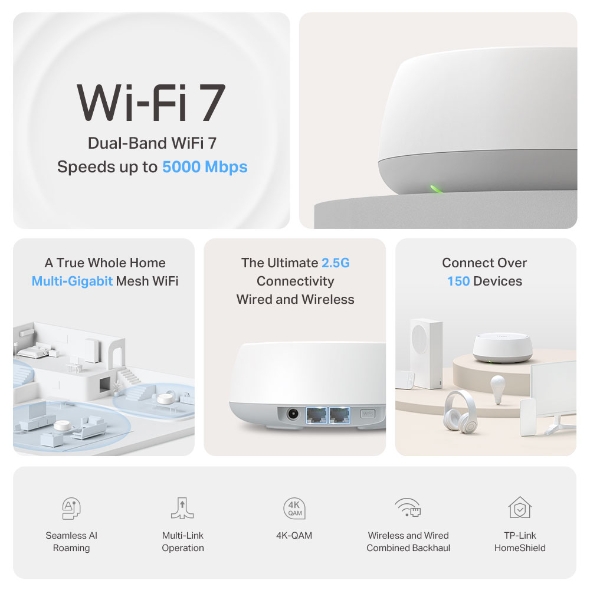 Wi-Fi 7
Dual-Band WiFi 7
Speeds up to 5000 Mbps
A True Whole Home
Multi-Gigabit Mesh WiFi
The Ultimate 2.5G
Connectivity
Wired and Wireless
Connect Over
150 Devices
AI
Seamless AI
Roaming
Multi-Link
Operation
4K
QAM
4K-QAM
Wireless and Wired
Combined Backhaul
TP-Link
HomeShield